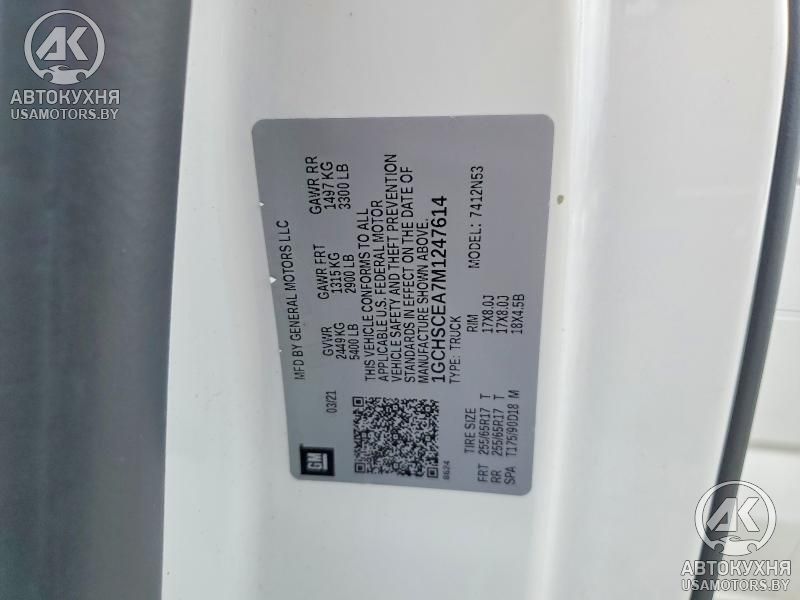 АВТОКУХНЯ
USAMOTORS.BY
GM
MFD BY GENERAL MOTORS LLC
03/21
GVWR GAWR FRT GAWR RR
2449 KG 1315 KG 1497 KG
5400 LB 2900 LB 3300 LB
THIS VEHICLE CONFORMS TO ALL
APPLICABLE U.S. FEDERAL MOTOR
VEHICLE SAFETY AND THEFT PREVENTION
STANDARDS IN EFFECT ON THE DATE OF
MANUFACTURE SHOWN ABOVE.
1GCHSCEA7M1247614
TYPE: TRUCK MODEL: 7412N53
8624
TIRE SIZE RIM
FRT 255/65R17 T 17X8.0J
RR 255/65R17 T 17X8.0J
SPA T175/90D18 M 18X4.5B
АВТОКУХНЯ
USAMOTORS.BY